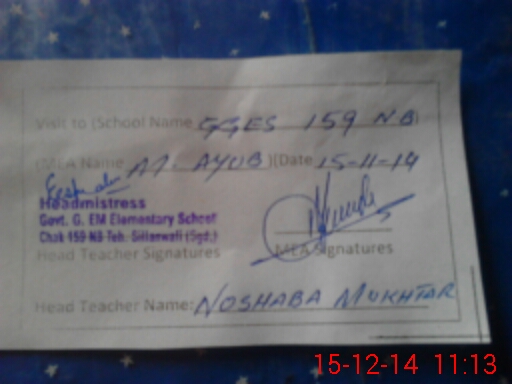 Visit to (School Name GGES 159 NB)
(MEA Name M. AYUB )(Date 15-11-14
Headmistress
Govt. G. EM Elementary School
Chak 159 NB Teh. Sillanwali (Sgd.)
Head Teacher Signatures
MEA Signatures
Head Teacher Name: NOSHABA MUKHTAR
15-12-14 11:13